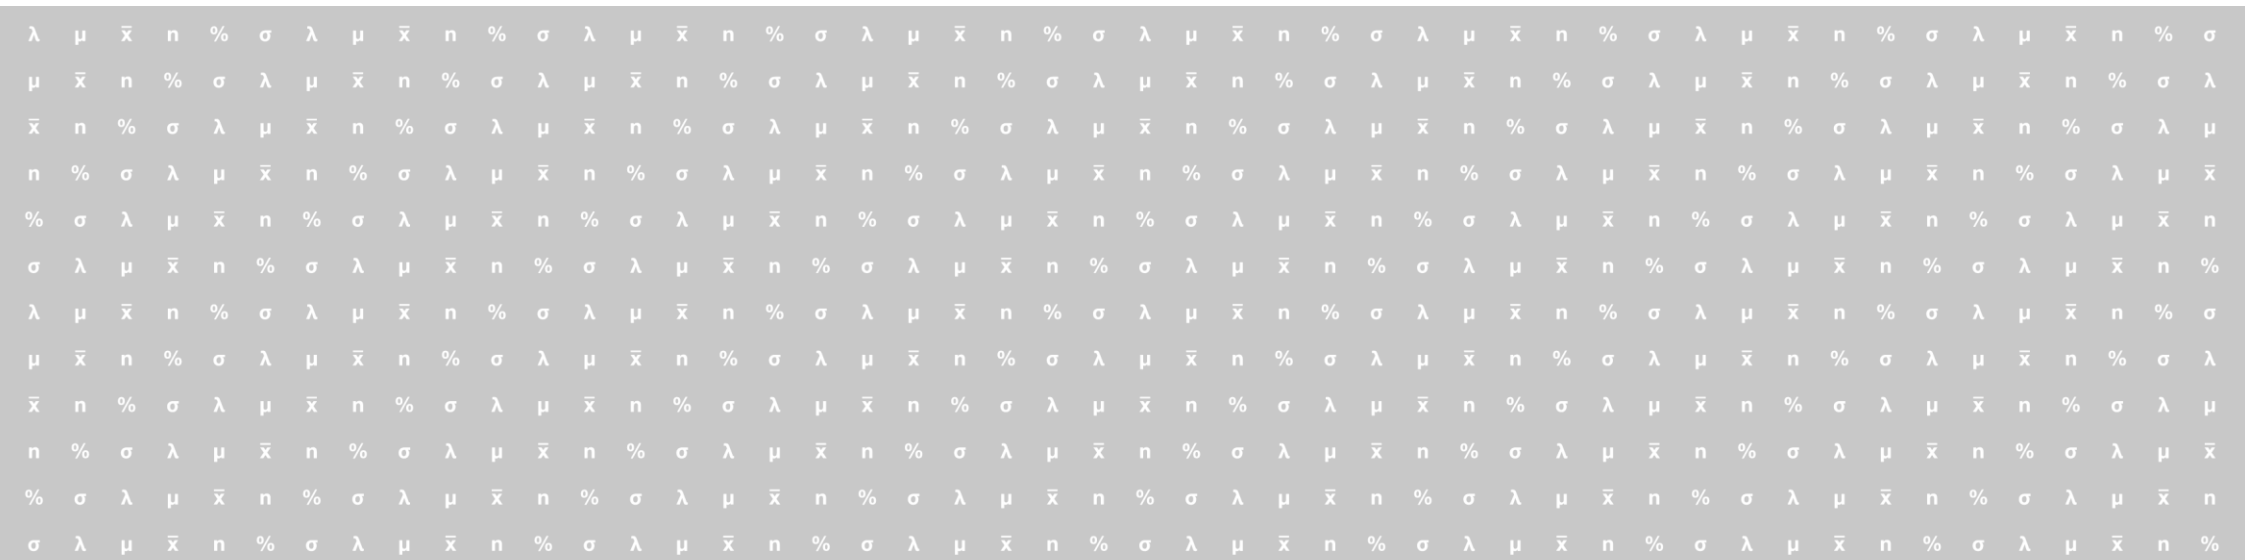 λ μ x̄ n % σ λ μ x̄ n % σ λ μ x̄ n % σ λ μ x̄ n % σ λ μ x̄ n % σ λ μ x̄ n % σ λ μ x̄ n % σ λ μ x̄ n % σ
μ x̄ n % σ λ μ x̄ n % σ λ μ x̄ n % σ λ μ x̄ n % σ λ μ x̄ n % σ λ μ x̄ n % σ λ μ x̄ n % σ λ μ x̄ n % σ λ
x̄ n % σ λ μ x̄ n % σ λ μ x̄ n % σ λ μ x̄ n % σ λ μ x̄ n % σ λ μ x̄ n % σ λ μ x̄ n % σ λ μ x̄ n % σ λ μ
n % σ λ μ x̄ n % σ λ μ x̄ n % σ λ μ x̄ n % σ λ μ x̄ n % σ λ μ x̄ n % σ λ μ x̄ n % σ λ μ x̄ n % σ λ μ x̄
% σ λ μ x̄ n % σ λ μ x̄ n % σ λ μ x̄ n % σ λ μ x̄ n % σ λ μ x̄ n % σ λ μ x̄ n % σ λ μ x̄ n % σ λ μ x̄ n
σ λ μ x̄ n % σ λ μ x̄ n % σ λ μ x̄ n % σ λ μ x̄ n % σ λ μ x̄ n % σ λ μ x̄ n % σ λ μ x̄ n % σ λ μ x̄ n %
λ μ x̄ n % σ λ μ x̄ n % σ λ μ x̄ n % σ λ μ x̄ n % σ λ μ x̄ n % σ λ μ x̄ n % σ λ μ x̄ n % σ λ μ x̄ n % σ
μ x̄ n % σ λ μ x̄ n % σ λ μ x̄ n % σ λ μ x̄ n % σ λ μ x̄ n % σ λ μ x̄ n % σ λ μ x̄ n % σ λ μ x̄ n % σ λ
x̄ n % σ λ μ x̄ n % σ λ μ x̄ n % σ λ μ x̄ n % σ λ μ x̄ n % σ λ μ x̄ n % σ λ μ x̄ n % σ λ μ x̄ n % σ λ μ
n % σ λ μ x̄ n % σ λ μ x̄ n % σ λ μ x̄ n % σ λ μ x̄ n % σ λ μ x̄ n % σ λ μ x̄ n % σ λ μ x̄ n % σ λ μ x̄
% σ λ μ x̄ n % σ λ μ x̄ n % σ λ μ x̄ n % σ λ μ x̄ n % σ λ μ x̄ n % σ λ μ x̄ n % σ λ μ x̄ n % σ λ μ x̄ n
σ λ μ x̄ n % σ λ μ x̄ n % σ λ μ x̄ n % σ λ μ x̄ n % σ λ μ x̄ n % σ λ μ x̄ n % σ λ μ x̄ n % σ λ μ x̄ n %